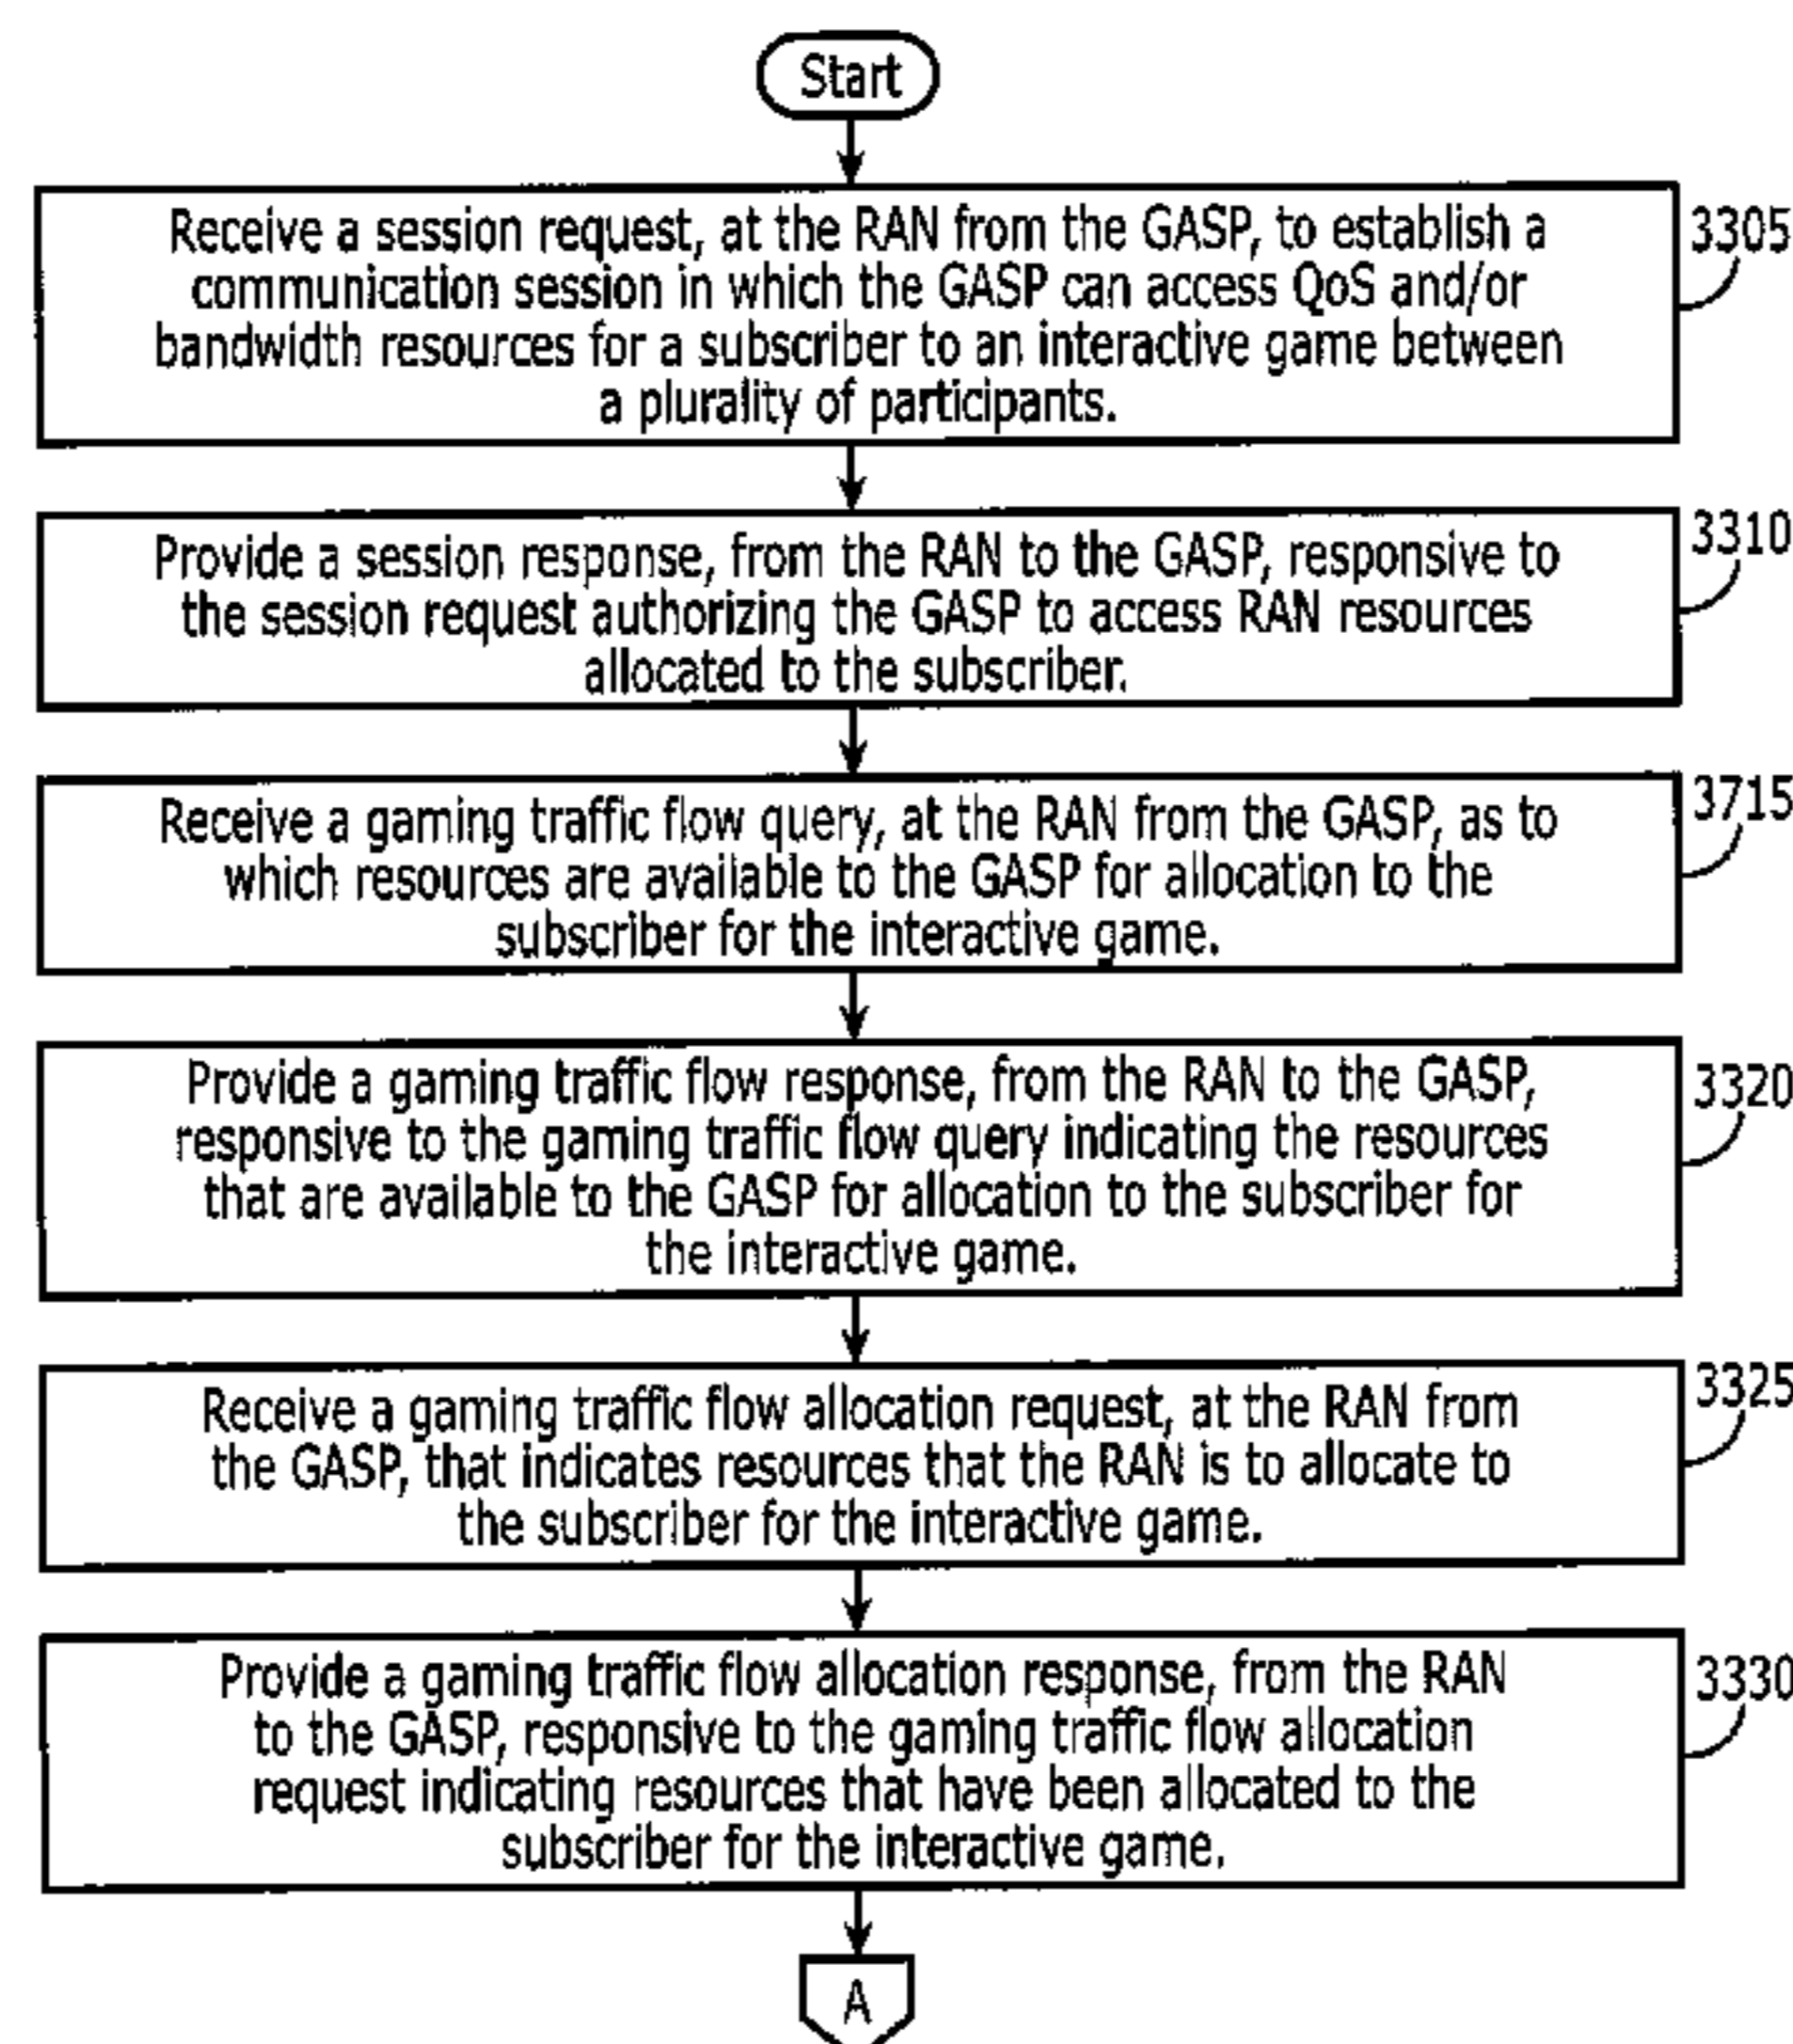 Start
Receive a session request, at the RAN from the GASP, to establish a
3305
communication session in which the GASP can access QoS and/or
bandwidth resources for a subscriber to an interactive game between
a plurality of participants.
Provide a session response, from the RAN to the GASP, responsive to
3310
the session request authorizing the GASP to access RAN resources
allocated to the subscriber.
Receive a gaming traffic flow query, at the RAN from the GASP, as to
3715
which resources are available to the GASP for allocation to the
subscriber for the interactive game.
Provide a gaming traffic flow response, from the RAN to the GASP,
3320
responsive to the gaming traffic flow query indicating the resources
that are available to the GASP for allocation to the subscriber for
the interactive game.
Receive a gaming traffic flow allocation request, at the RAN from
3325
the GASP, that indicates resources that the RAN is to allocate to
the subscriber for the interactive game.
Provide a gaming traffic flow allocation response, from the RAN
3330
to the GASP, responsive to the gaming traffic flow allocation
request indicating resources that have been allocated to the
subscriber for the interactive game.
A